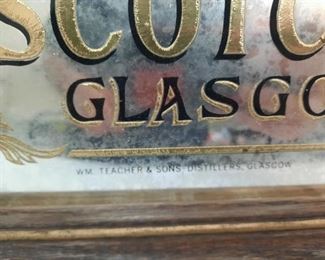 SCOTC
GLASGO
WM. TEACHER & SONS. DISTILLERS, GLASGOW